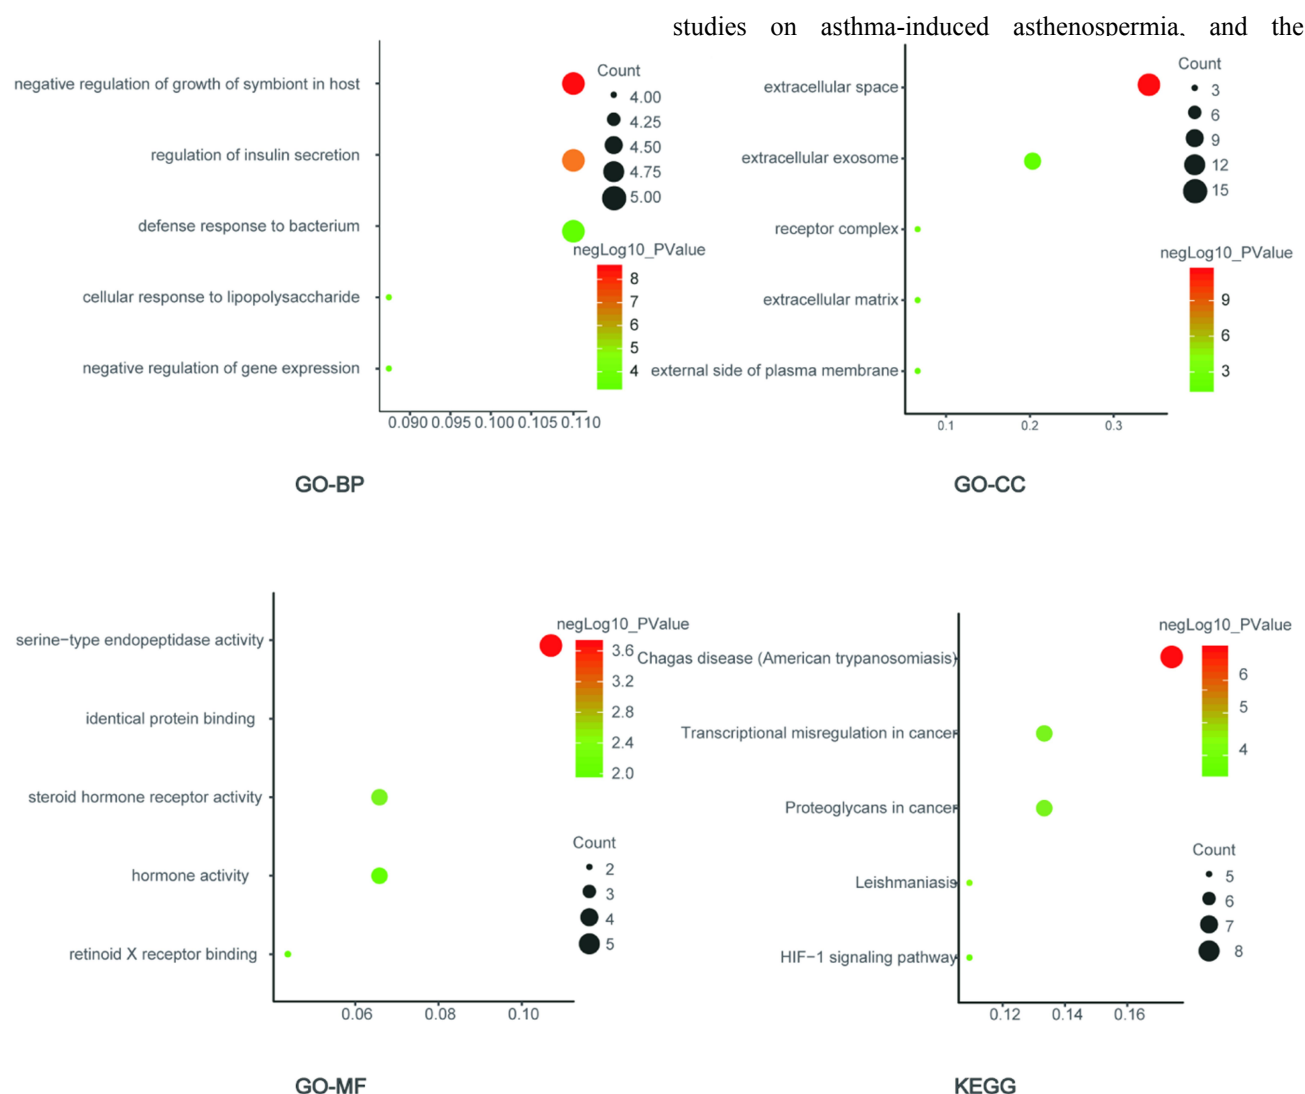 studies on asthma-induced asthenospermia, and the
negative regulation of growth of symbiont in host
regulation of insulin secretion
defense response to bacterium
cellular response to lipopolysaccharide
negative regulation of gene expression
Count
4.00
4.25
4.50
4.75
5.00
negLog10_PValue
8
7
6
5
4
0.090 0.095 0.100 0.105 0.110
GO-BP
extracellular space
extracellular exosome
receptor complex
extracellular matrix
external side of plasma membrane
Count
3
6
9
12
15
negLog10_PValue
9
6
3
0.1 0.2 0.3
GO-CC
serine-type endopeptidase activity
identical protein binding
steroid hormone receptor activity
hormone activity
retinoid X receptor binding
negLog10_PValue
3.6
3.2
2.8
2.4
2.0
Count
2
3
4
5
0.06 0.08 0.10
GO-MF
Chagas disease (American trypanosomiasis)
Transcriptional misregulation in cancer
Proteoglycans in cancer
Leishmaniasis
HIF-1 signaling pathway
negLog10_PValue
6
5
4
Count
5
6
7
8
0.12 0.14 0.16
KEGG